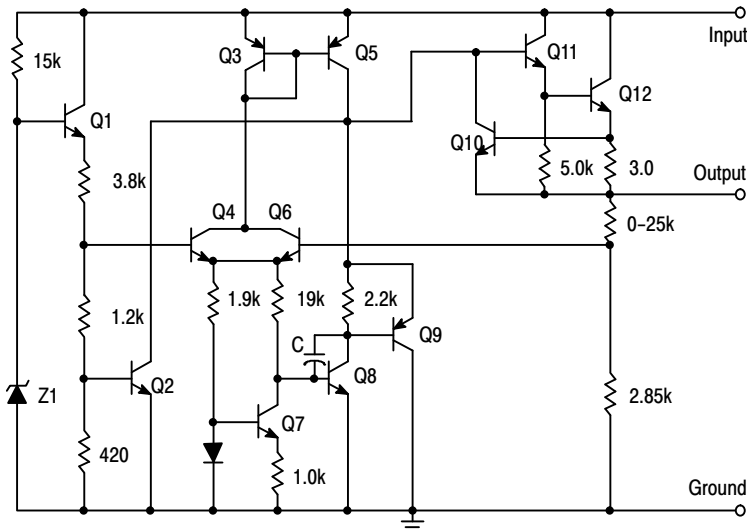 Input
15k
Q3
Q5
Q11
Q12
Q1
Q10
3.8k
5.0k
3.0
Output
Q4
Q6
0-25k
1.2k
1.9k
19k
2.2k
C
Q9
Z1
Q2
Q8
2.85k
Q7
420
1.0k
Ground